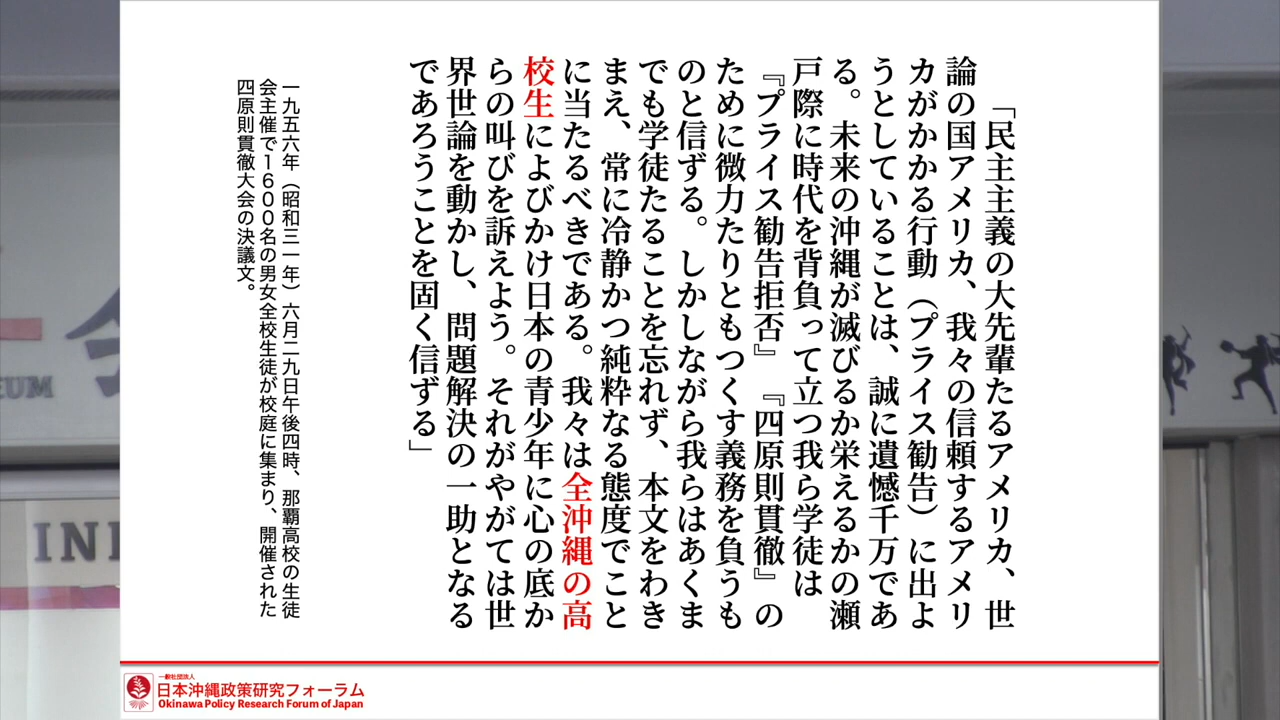 「民主主義の大先輩たるアメリカ、世
論の国アメリカ、我々の信頼するアメリ
カがかかる行動（プライス勧告）に出よ
うとしていることは、誠に遺憾千万であ
る。未来の沖縄が滅びるか栄えるかの瀬
戸際に時代を背負って立つ我ら学徒は
『プライス勧告拒否』『四原則貫徹』の
ために微力たりともつくす義務を負うも
のと信ずる。しかしながら我らはあくま
でも学徒たることを忘れず、本文をわき
まえ、常に冷静かつ純粋なる態度でこと
に当たるべきである。我々は全沖縄の高
校生によびかけ日本の青少年に心の底か
らの叫びを訴えよう。それがやがては世
界世論を動かし、問題解決の一助となる
であろうことを固く信ずる」
一九五六年（昭和三一年）六月二九日午後四時、那覇高校の生徒
会主催で1600名の男女全校生徒が校庭に集まり、開催された
四原則貫徹大会の決議文。
一般社団法人
日本沖縄政策研究フォーラム
Okinawa Policy Research Forum of Japan